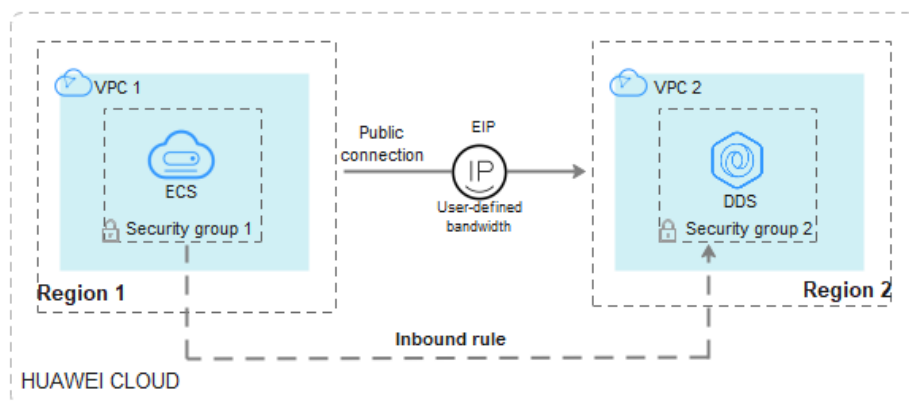 VPC 1
ECS
Security group 1
Region 1
Public
connection
EIP
IP
User-defined
bandwidth
VPC 2
DDS
Security group 2
Region 2
Inbound rule
HUAWEI CLOUD